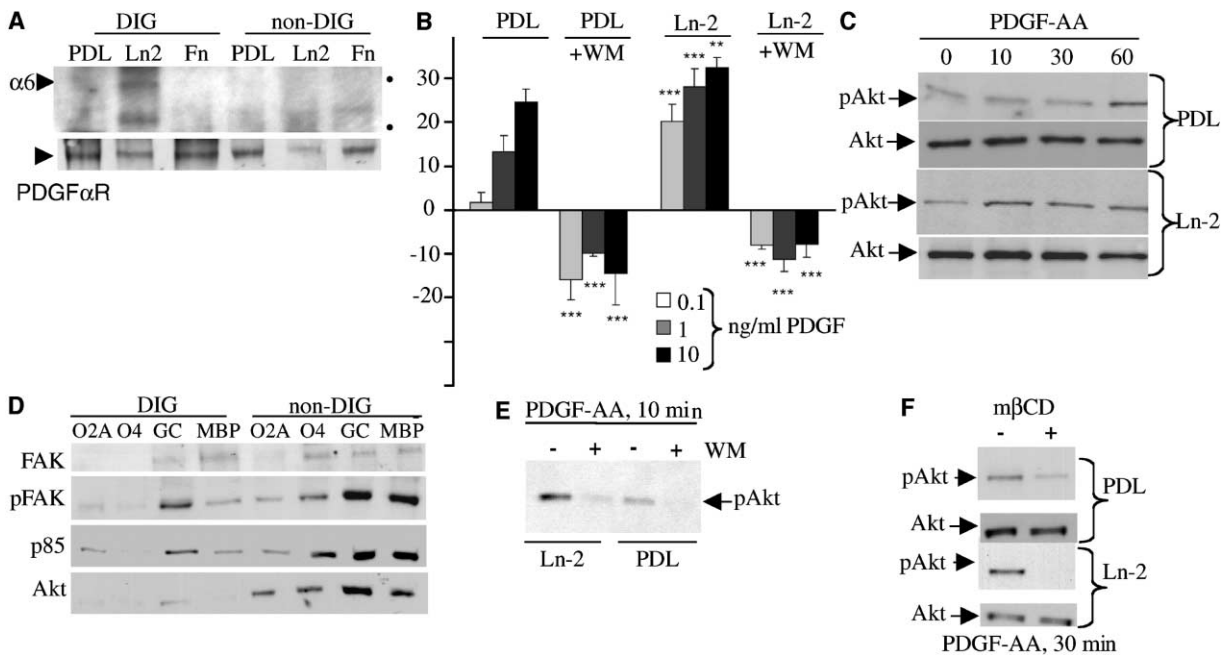 A
DIG
non-DIG
PDL Ln2 Fn PDL Ln2 Fn
α6
PDGFαR
B
PDL PDL Ln-2 Ln-2
+WM +WM
30
20
10
0
-10
-20
*** ** ***
*** *** ***
*** *** ***
*** *** ***
0.1
1
10
ng/ml PDGF
C
PDGF-AA
0 10 30 60
pAkt
Akt
PDL
pAkt
Akt
Ln-2
D
DIG
non-DIG
O2A O4 GC MBP O2A O4 GC MBP
FAK
pFAK
p85
Akt
E
PDGF-AA, 10 min
- + - + WM
pAkt
Ln-2 PDL
F
mβCD
- +
pAkt
Akt
PDL
pAkt
Akt
Ln-2
PDGF-AA, 30 min